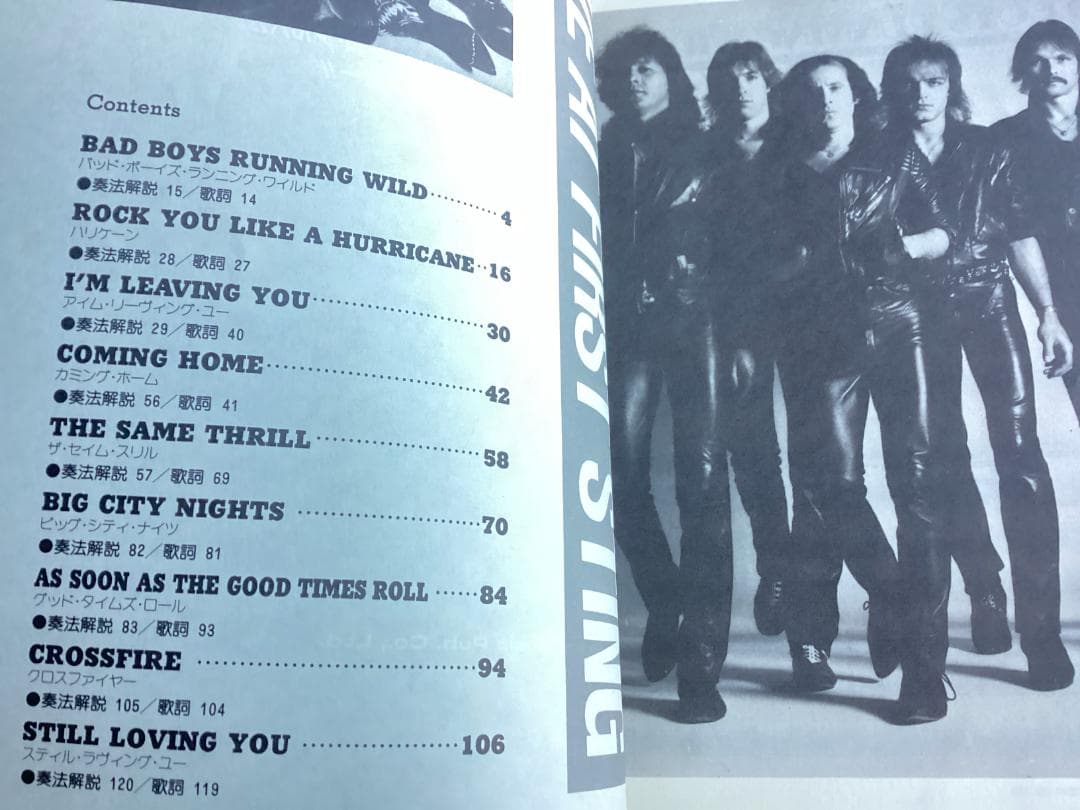 Contents
BAD BOYS RUNNING WILD ........ 4
バッド・ボーイズ・ランニング・ワイルド
●奏法解説 15／歌詞 14
ROCK YOU LIKE A HURRICANE ..16
ハリケーン
●奏法解説 28／歌詞 27
I'M LEAVING YOU ........ 30
アイム・リーヴィング・ユー
●奏法解説 29／歌詞 40
COMING HOME ........ 42
カミング・ホーム
●奏法解説 56／歌詞 41
THE SAME THRILL ........ 58
ザ・セイム・スリル
●奏法解説 57／歌詞 69
BIG CITY NIGHTS ........ 70
ビッグ・シティ・ナイツ
●奏法解説 82／歌詞 81
AS SOON AS THE GOOD TIMES ROLL ...... 84
グッド・タイムズ・ロール
●奏法解説 83／歌詞 93
CROSSFIRE ........ 94
クロスファイヤー
●奏法解説 105／歌詞 104
STILL LOVING YOU ........ 106
スティル・ラヴィング・ユー
●奏法解説 120／歌詞 119
AT FIRST STING